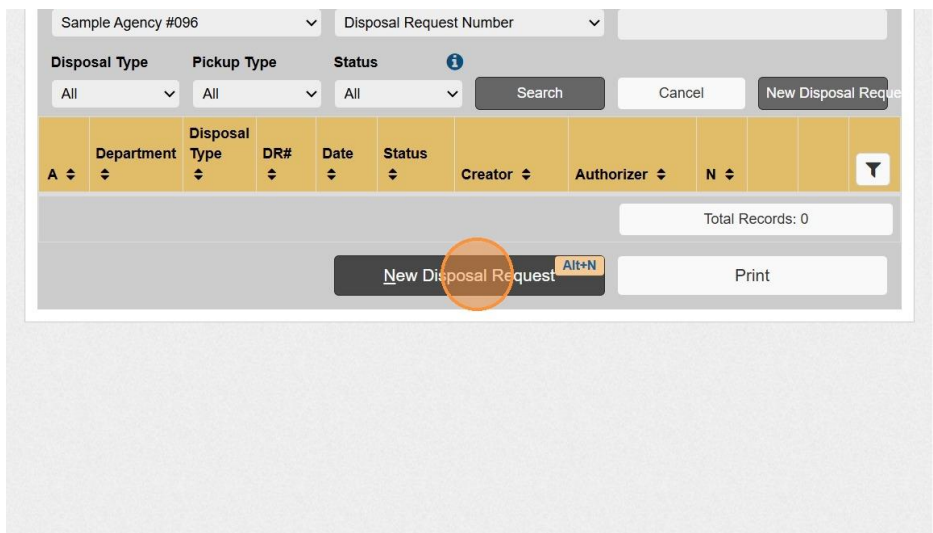 Sample Agency #096 Disposal Request Number
Disposal Type Pickup Type Status
All All All Search Cancel New Disposal Reque
A Department Disposal Type DR# Date Status Creator Authorizer N
Total Records: 0
New Disposal Request Alt+N Print